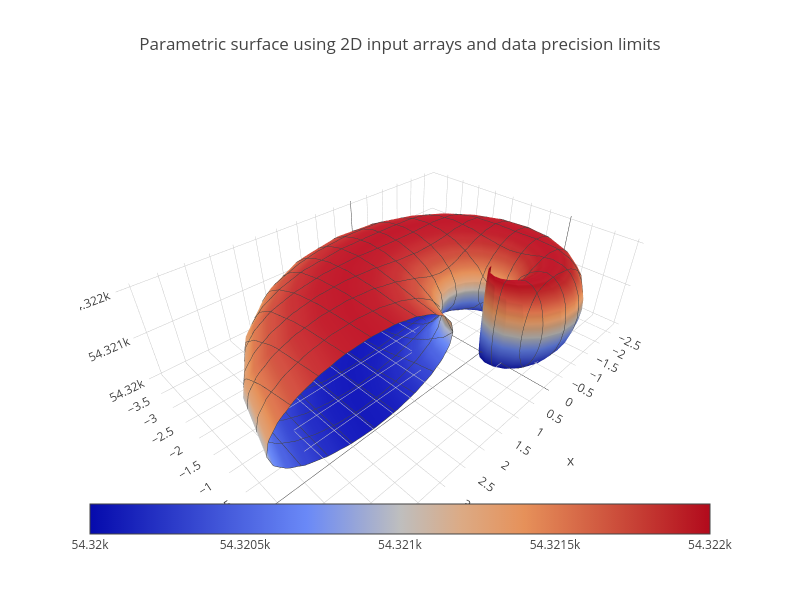 Parametric surface using 2D input arrays and data precision limits
.322k
54.321k
54.32k
−3.5
−3
−2.5
−2
−1.5
−1
−2.5
−2
−1.5
−1
−0.5
0
0.5
1
1.5
2
2.5
x
54.32k
54.3205k
54.321k
54.3215k
54.322k